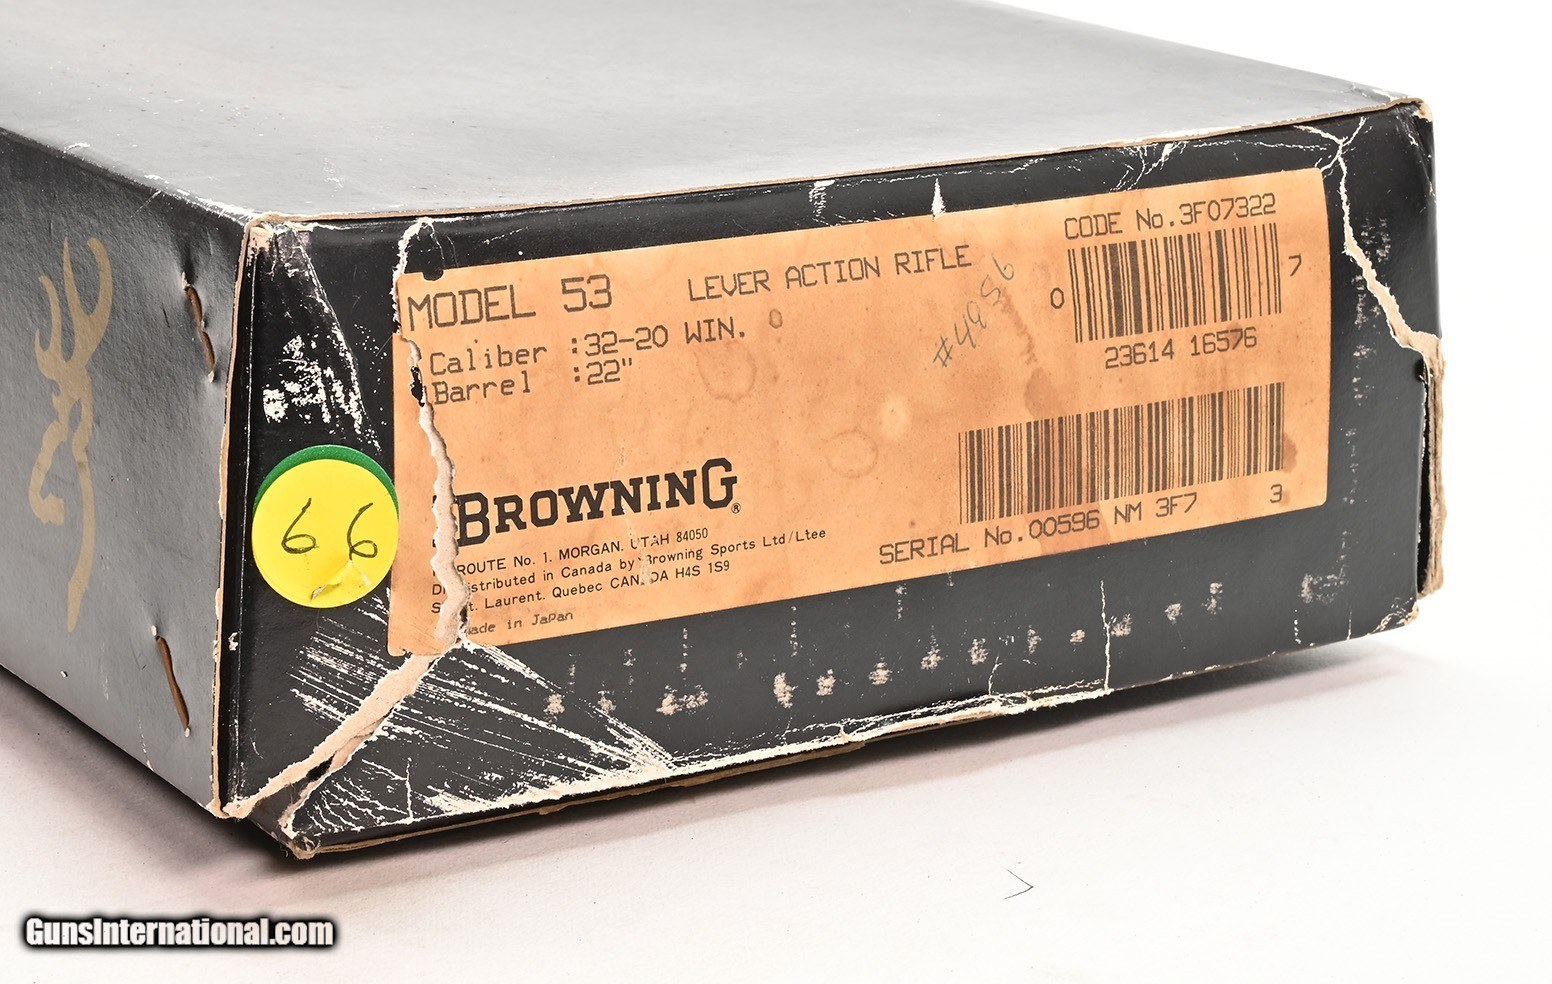 CODE No.3F07322
MODEL 53 LEVER ACTION RIFLE
0 7
Caliber :32-20 WIN.
#4956
23614 16576
Barrel :22"
66
BROWNING®
ROUTE No. 1. MORGAN. UTAH 84050
Distributed in Canada by Browning Sports Ltd/Ltee
St. Laurent. Quebec CANADA H4S 1S9
Made in Japan
3
SERIAL No.00596 NM 3F7
GunsInternational.com